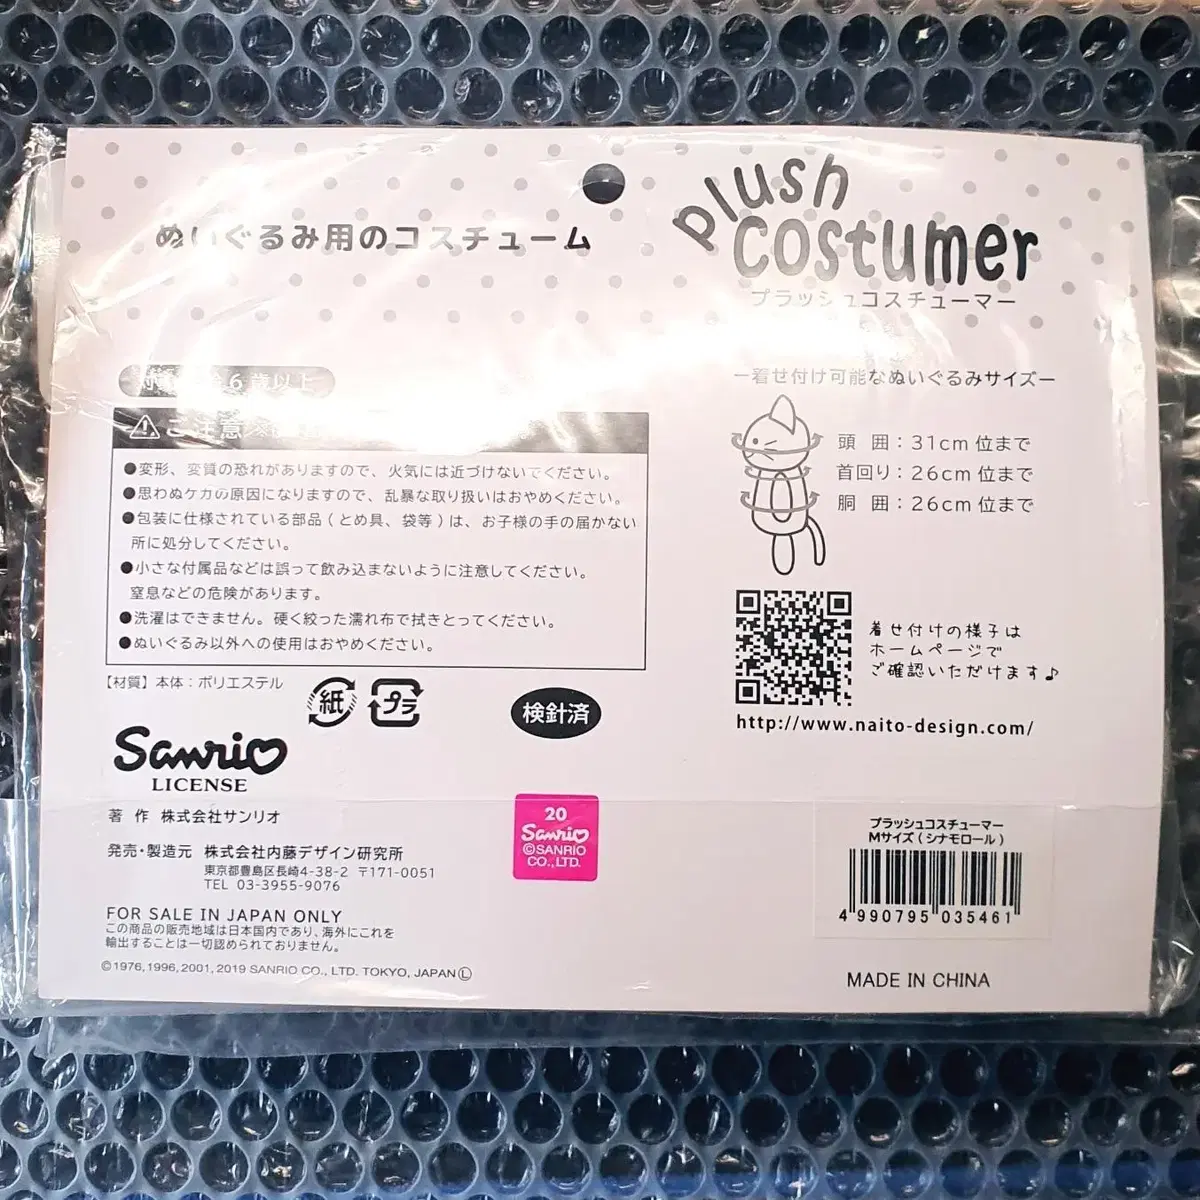 ぬいぐるみ用のコスチューム
plush
costumer
プラッシュコスチューマー
6歳以上
ご注意
●変形、変質の恐れがありますので、火気には近づけないでください。
●思わぬケガの原因になりますので、乱暴な取り扱いはおやめください。
●包装に仕様されている部品(とめ具、袋等)は、お子様の手の届かない
所に処分してください。
●小さな付属品などは誤って飲み込まないように注意してください。
窒息などの危険があります。
●洗濯はできません。硬く絞った濡れ布で拭きとってください。
●ぬいぐるみ以外への使用はおやめください。
【材質】本体:ポリエステル
紙
プラ
検針済
ー着せ付け可能なぬいぐるみサイズー
頭 囲:31cm 位まで
首回り:26cm 位まで
胴 囲:26cm 位まで
着せ付けの様子は
ホームページで
ご確認いただけます♪
http://www.naito-design.com/
Sanrio
LICENSE
著 作 株式会社サンリオ
発売・製造元 株式会社内藤デザイン研究所
東京都豊島区長崎4-38-2 〒171-0051
TEL 03-3955-9076
FOR SALE IN JAPAN ONLY
この商品の販売地域は日本国内であり、海外にこれを
輸出することは一切認められておりません。
©1976,1996,2001,2019 SANRIO CO., LTD. TOKYO, JAPAN Ⓛ
20
Sanrio
©SANRIO
CO.,LTD.
プラッシュコスチューマー
Mサイズ(シナモロール)
4 990795 035461
MADE IN CHINA